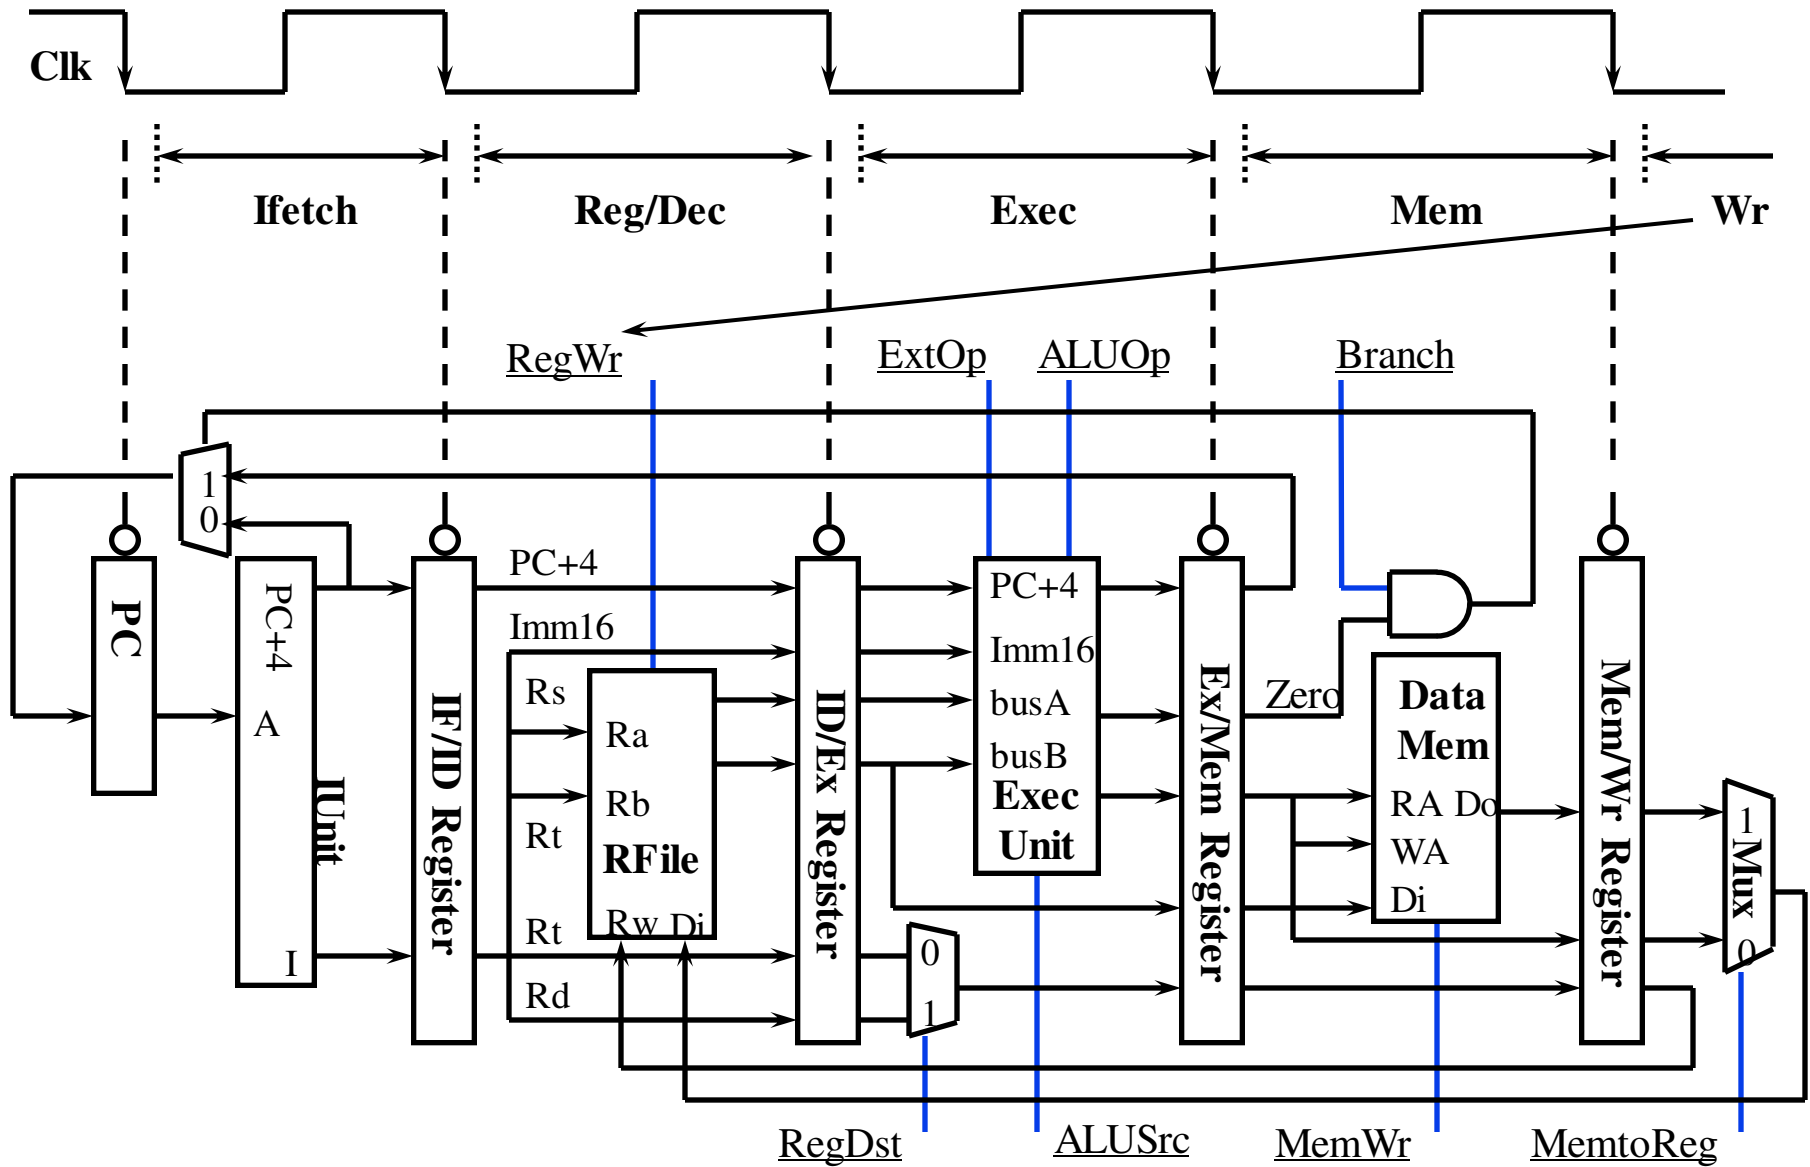 Clk
Ifetch
Reg/Dec
Exec
Mem
Wr
RegWr
ExtOp
ALUOp
Branch
1
0
PC
PC+4
A
IUnit
I
IF/ID Register
PC+4
Imm16
Rs
Rt
Rt
Rd
Ra
Rb
RFile
Rw Di
ID/Ex Register
PC+4
Imm16
busA
busB
Exec
Unit
0
1
Ex/Mem Register
Zero
Data
Mem
RA Do
WA
Di
Mem/Wr Register
1
Mux
0
RegDst
ALUSrc
MemWr
MemtoReg